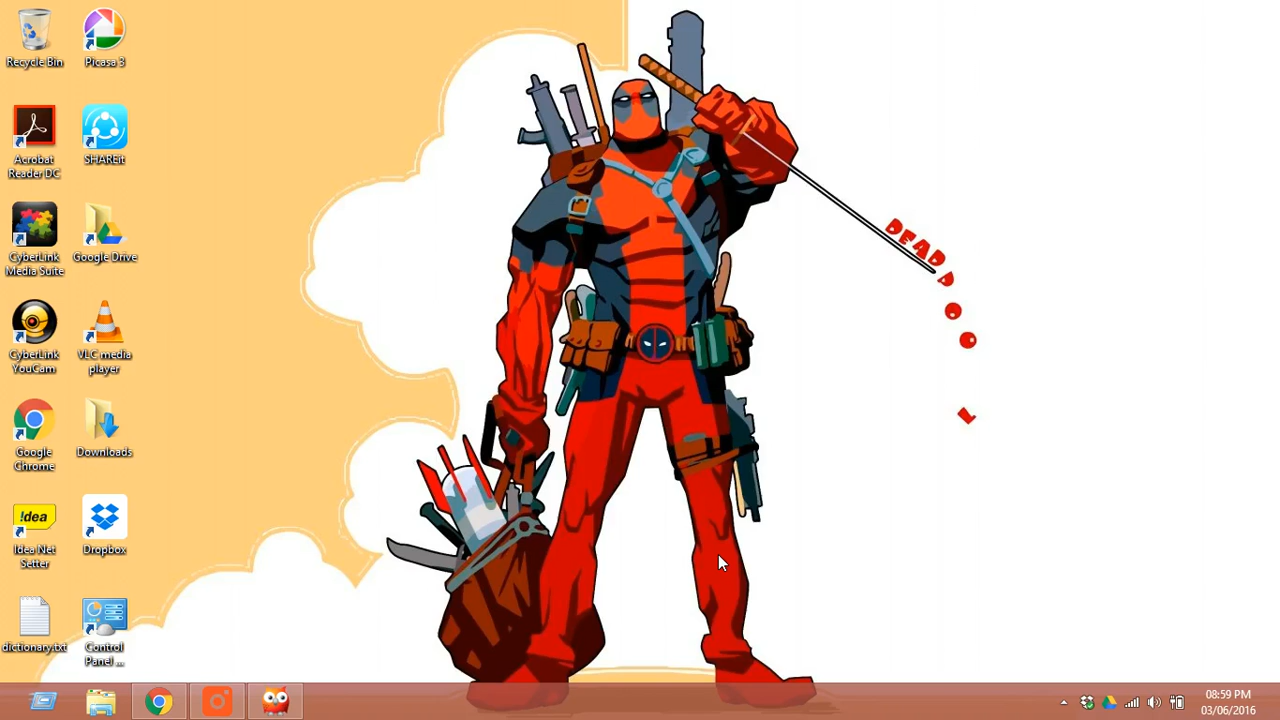 Recycle Bin
Picasa 3
Acrobat
Reader DC
SHAREit
CyberLink
Media Suite
Google Drive
CyberLink
YouCam
VLC media
player
Google
Chrome
Downloads
!dea
Idea Net
Setter
Dropbox
dictionary.txt
Control
Panel ...
DEADPOOL
08:59 PM
03/06/2016